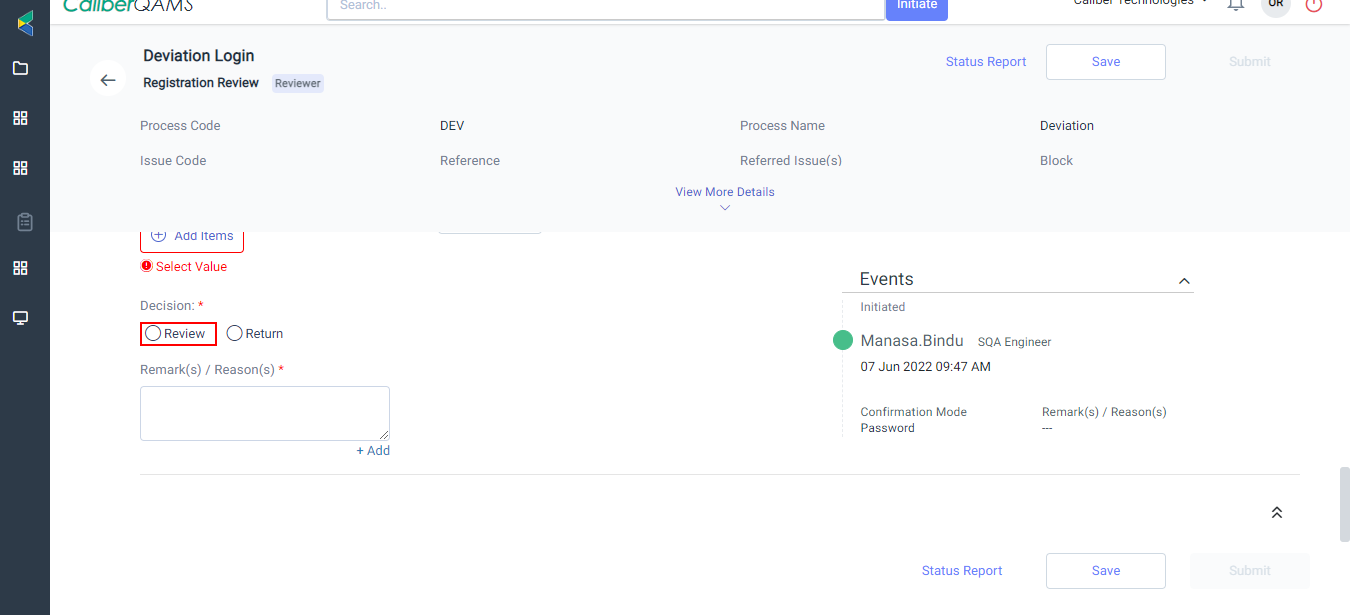 CaliberQAMS
Search..
Initiate
Caliber Technologies
UR
Deviation Login
Registration Review Reviewer
Status Report
Save
Submit
Process Code DEV Process Name Deviation
Issue Code Reference Referred Issue(s) Block
View More Details
Add Items
Select Value
Decision: *
Review Return
Remark(s) / Reason(s) *
+ Add
Events
Initiated
Manasa.Bindu SQA Engineer
07 Jun 2022 09:47 AM
Confirmation Mode Remark(s) / Reason(s)
Password ---
Status Report
Save
Submit